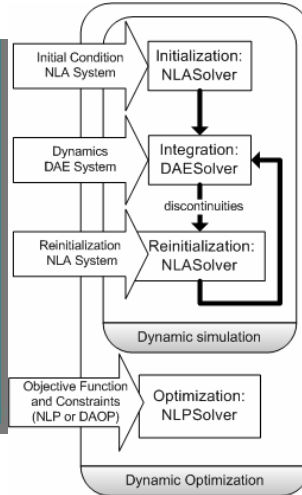 Initial Condition
NLA System
Initialization:
NLASolver
Dynamics
DAE System
Integration:
DAESolver
discontinuities
Reinitialization
NLA System
Reinitialization:
NLASolver
Dynamic simulation
Objective Function
and Constraints
(NLP or DAOP)
Optimization:
NLPSolver
Dynamic Optimization